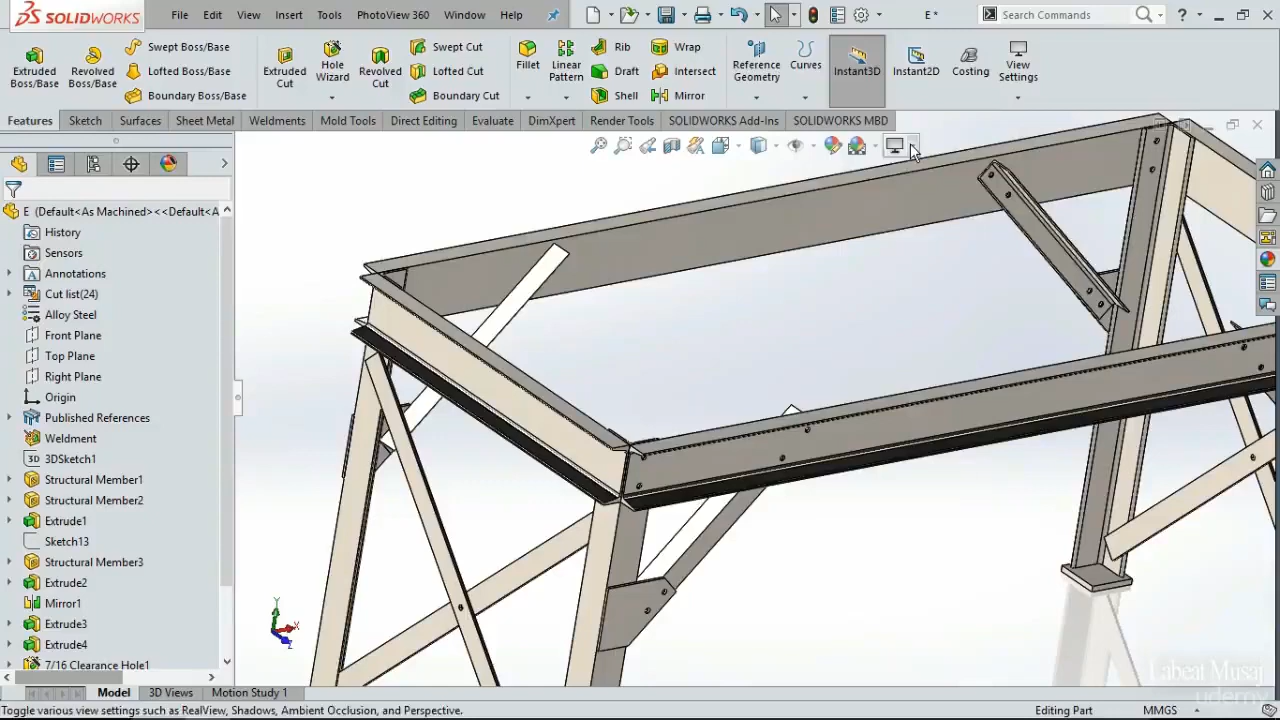 SOLIDWORKS File Edit View Insert Tools PhotoView 360 Window Help E * Search Commands ?
Extruded Boss/Base
Revolved Boss/Base
Swept Boss/Base
Lofted Boss/Base
Boundary Boss/Base
Extruded Cut
Hole Wizard
Revolved Cut
Swept Cut
Lofted Cut
Boundary Cut
Fillet
Linear Pattern
Rib
Draft
Shell
Wrap
Intersect
Mirror
Reference Geometry
Curves
Instant3D
Instant2D
Costing
View Settings
Features Sketch Surfaces Sheet Metal Weldments Mold Tools Direct Editing Evaluate DimXpert Render Tools SOLIDWORKS Add-Ins SOLIDWORKS MBD
E (Default<As Machined><<Default<A
History
Sensors
Annotations
Cut list(24)
Alloy Steel
Front Plane
Top Plane
Right Plane
Origin
Published References
Weldment
3D 3DSketch1
Structural Member1
Structural Member2
Extrude1
Sketch13
Structural Member3
Extrude2
Mirror1
Extrude3
Extrude4
7/16 Clearance Hole1
Y
X
Z
Labeat Musaj
udemy
Model 3D Views Motion Study 1
Toggle various view settings such as RealView, Shadows, Ambient Occlusion, and Perspective. Editing Part MMGS